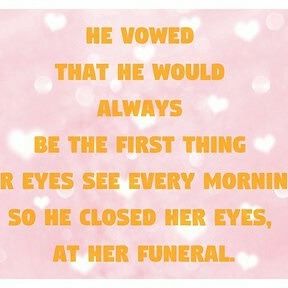 HE VOWED
THAT HE WOULD
ALWAYS
BE THE FIRST THING
R EYES SEE EVERY MORNIN
SO HE CLOSED HER EYES,
AT HER FUNERAL.